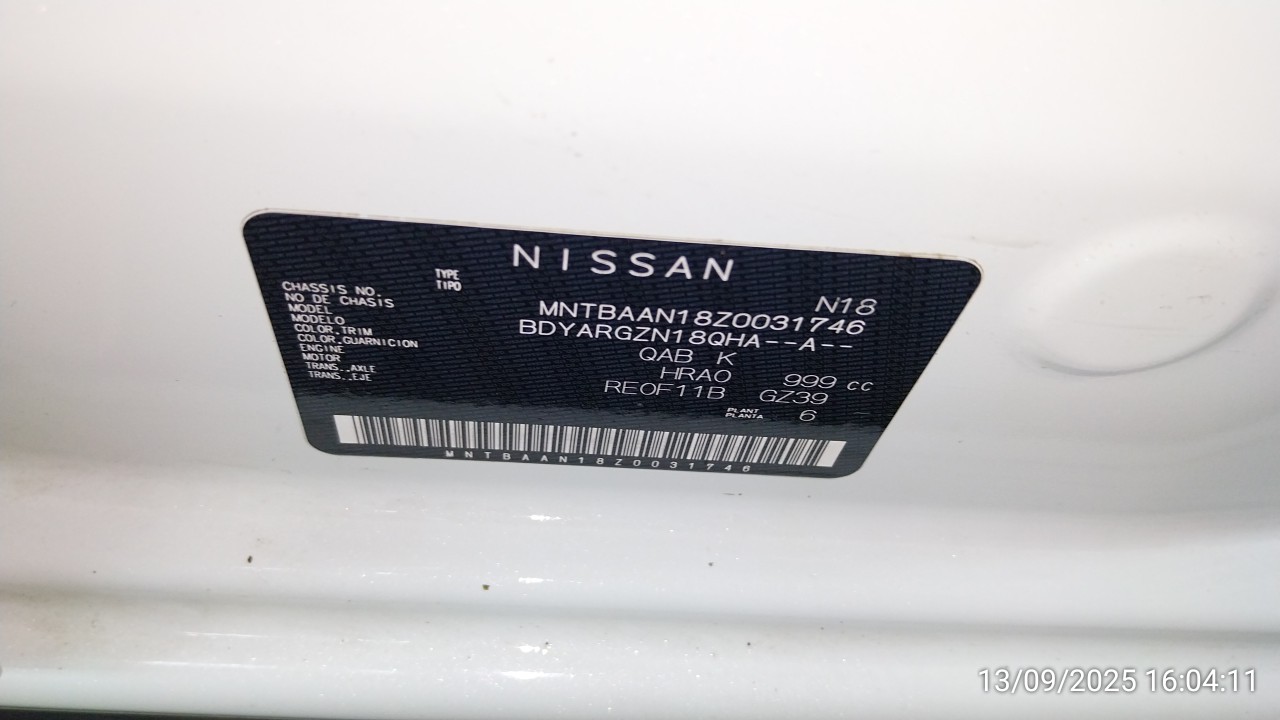 NISSAN
TYPE
TIPO
N18
CHASSIS NO.
NO DE CHASIS
MNTBAAN18Z0031746
MODEL
MODELO
BDYARGZN18QHA--A--
COLOR,TRIM
COLOR,GUARNICION
QAB K
ENGINE
MOTOR
HRA0 999 cc
TRANS.,AXLE
TRANS.,EJE
RE0F11B GZ39
PLANT
PLANTA
6 -
MNTBAAN18Z0031746
13/09/2025 16:04:11